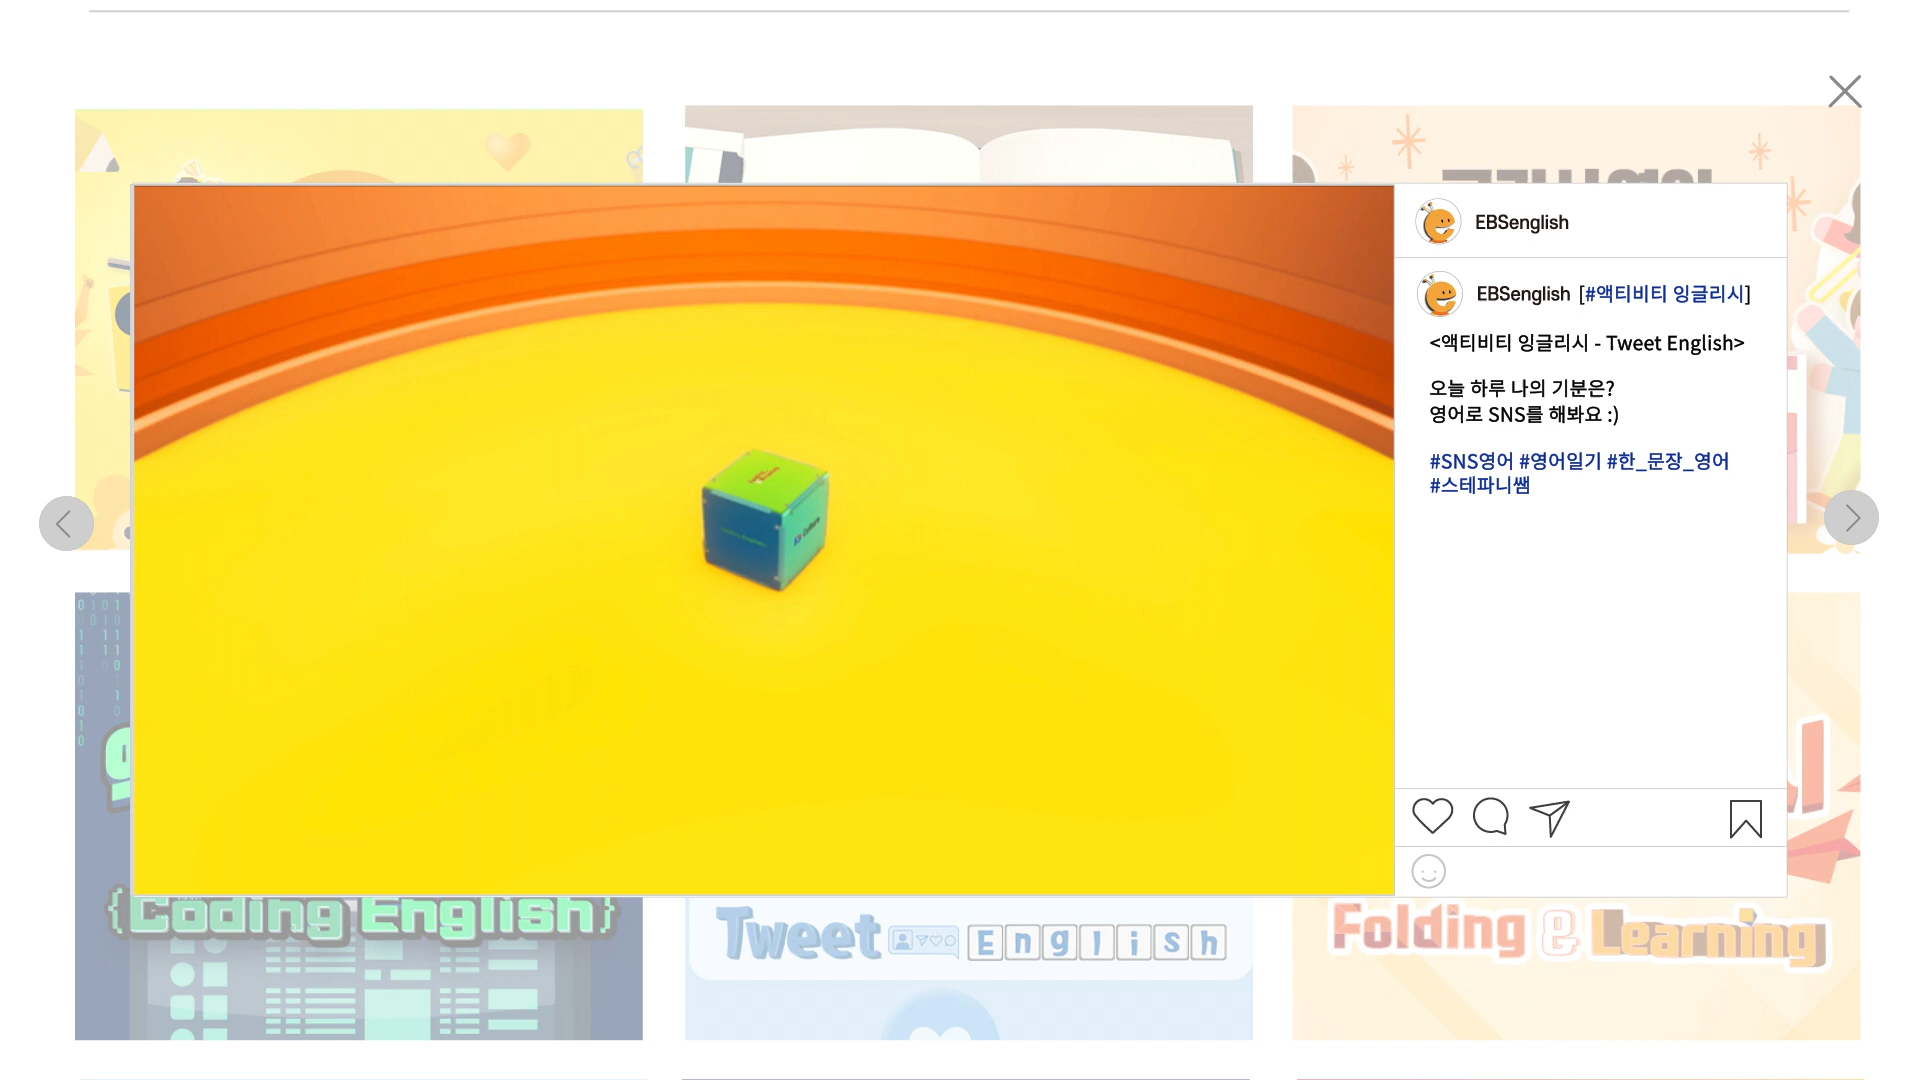 EBSenglish
EBSenglish [#액티비티 잉글리시]
<액티비티 잉글리시 - Tweet English>
오늘 하루 나의 기분은?
영어로 SNS를 해봐요 :)
#SNS영어 #영어일기 #한_문장_영어
#스테파니쌤
{Coding English}
Tweet English
Folding & Learning